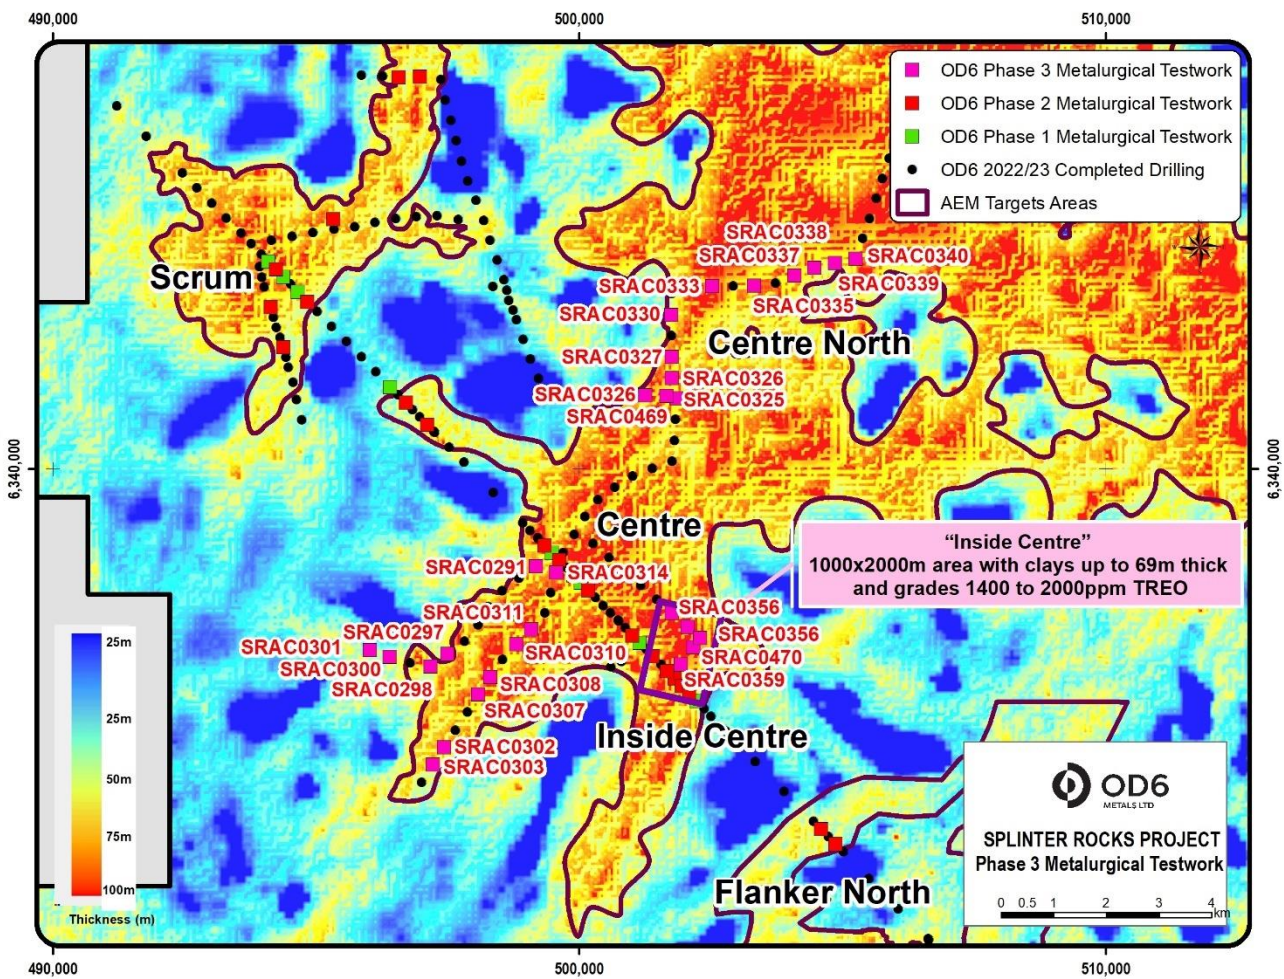 490,000
500,000
510,000
OD6 Phase 3 Metalurgical Testwork
OD6 Phase 2 Metalurgical Testwork
OD6 Phase 1 Metalurgical Testwork
OD6 2022/23 Completed Drilling
AEM Targets Areas
Scrum
SRAC0338
SRAC0337
SRAC0340
SRAC0333
SRAC0339
SRAC0335
SRAC0330
Centre North
SRAC0327
SRAC0326
SRAC0326
SRAC0325
SRAC0469
6,340,000
6,340,000
Centre
"Inside Centre"
1000x2000m area with clays up to 69m thick
and grades 1400 to 2000ppm TREO
SRAC0291
SRAC0314
SRAC0311
SRAC0356
SRAC0297
SRAC0356
SRAC0301
SRAC0310
SRAC0470
SRAC0300
SRAC0359
SRAC0298
SRAC0308
SRAC0307
Inside Centre
SRAC0302
SRAC0303
25m
25m
50m
75m
100m
Thickness (m)
--
OD6
METALS LTD
SPLINTER ROCKS PROJECT
Phase 3 Metalurgical Testwork
0 0.5 1 2 3 4
km
Flanker North
490,000
500,000
510,000